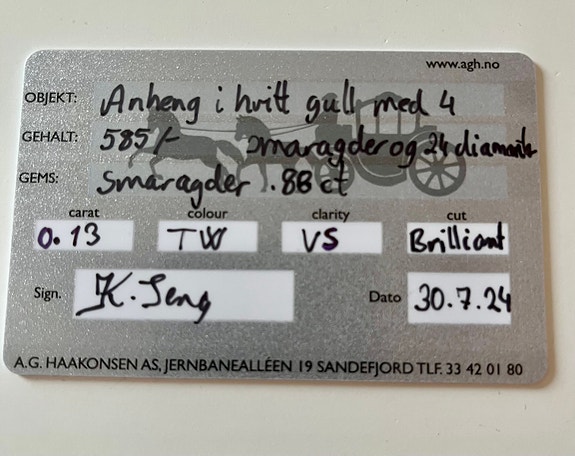 www.agh.no
OBJEKT: Anheng i hvitt gull med 4
GEHALT: 585/- smaragder og 24 diamanter
GEMS: smaragder .88 ct
carat colour clarity cut
0.13 TW VS Brilliant
Sign. K. Jeng Dato 30.7.24
A.G. HAAKONSEN AS, JERNBANEALLÉEN 19 SANDEFJORD TLF. 33 42 01 80